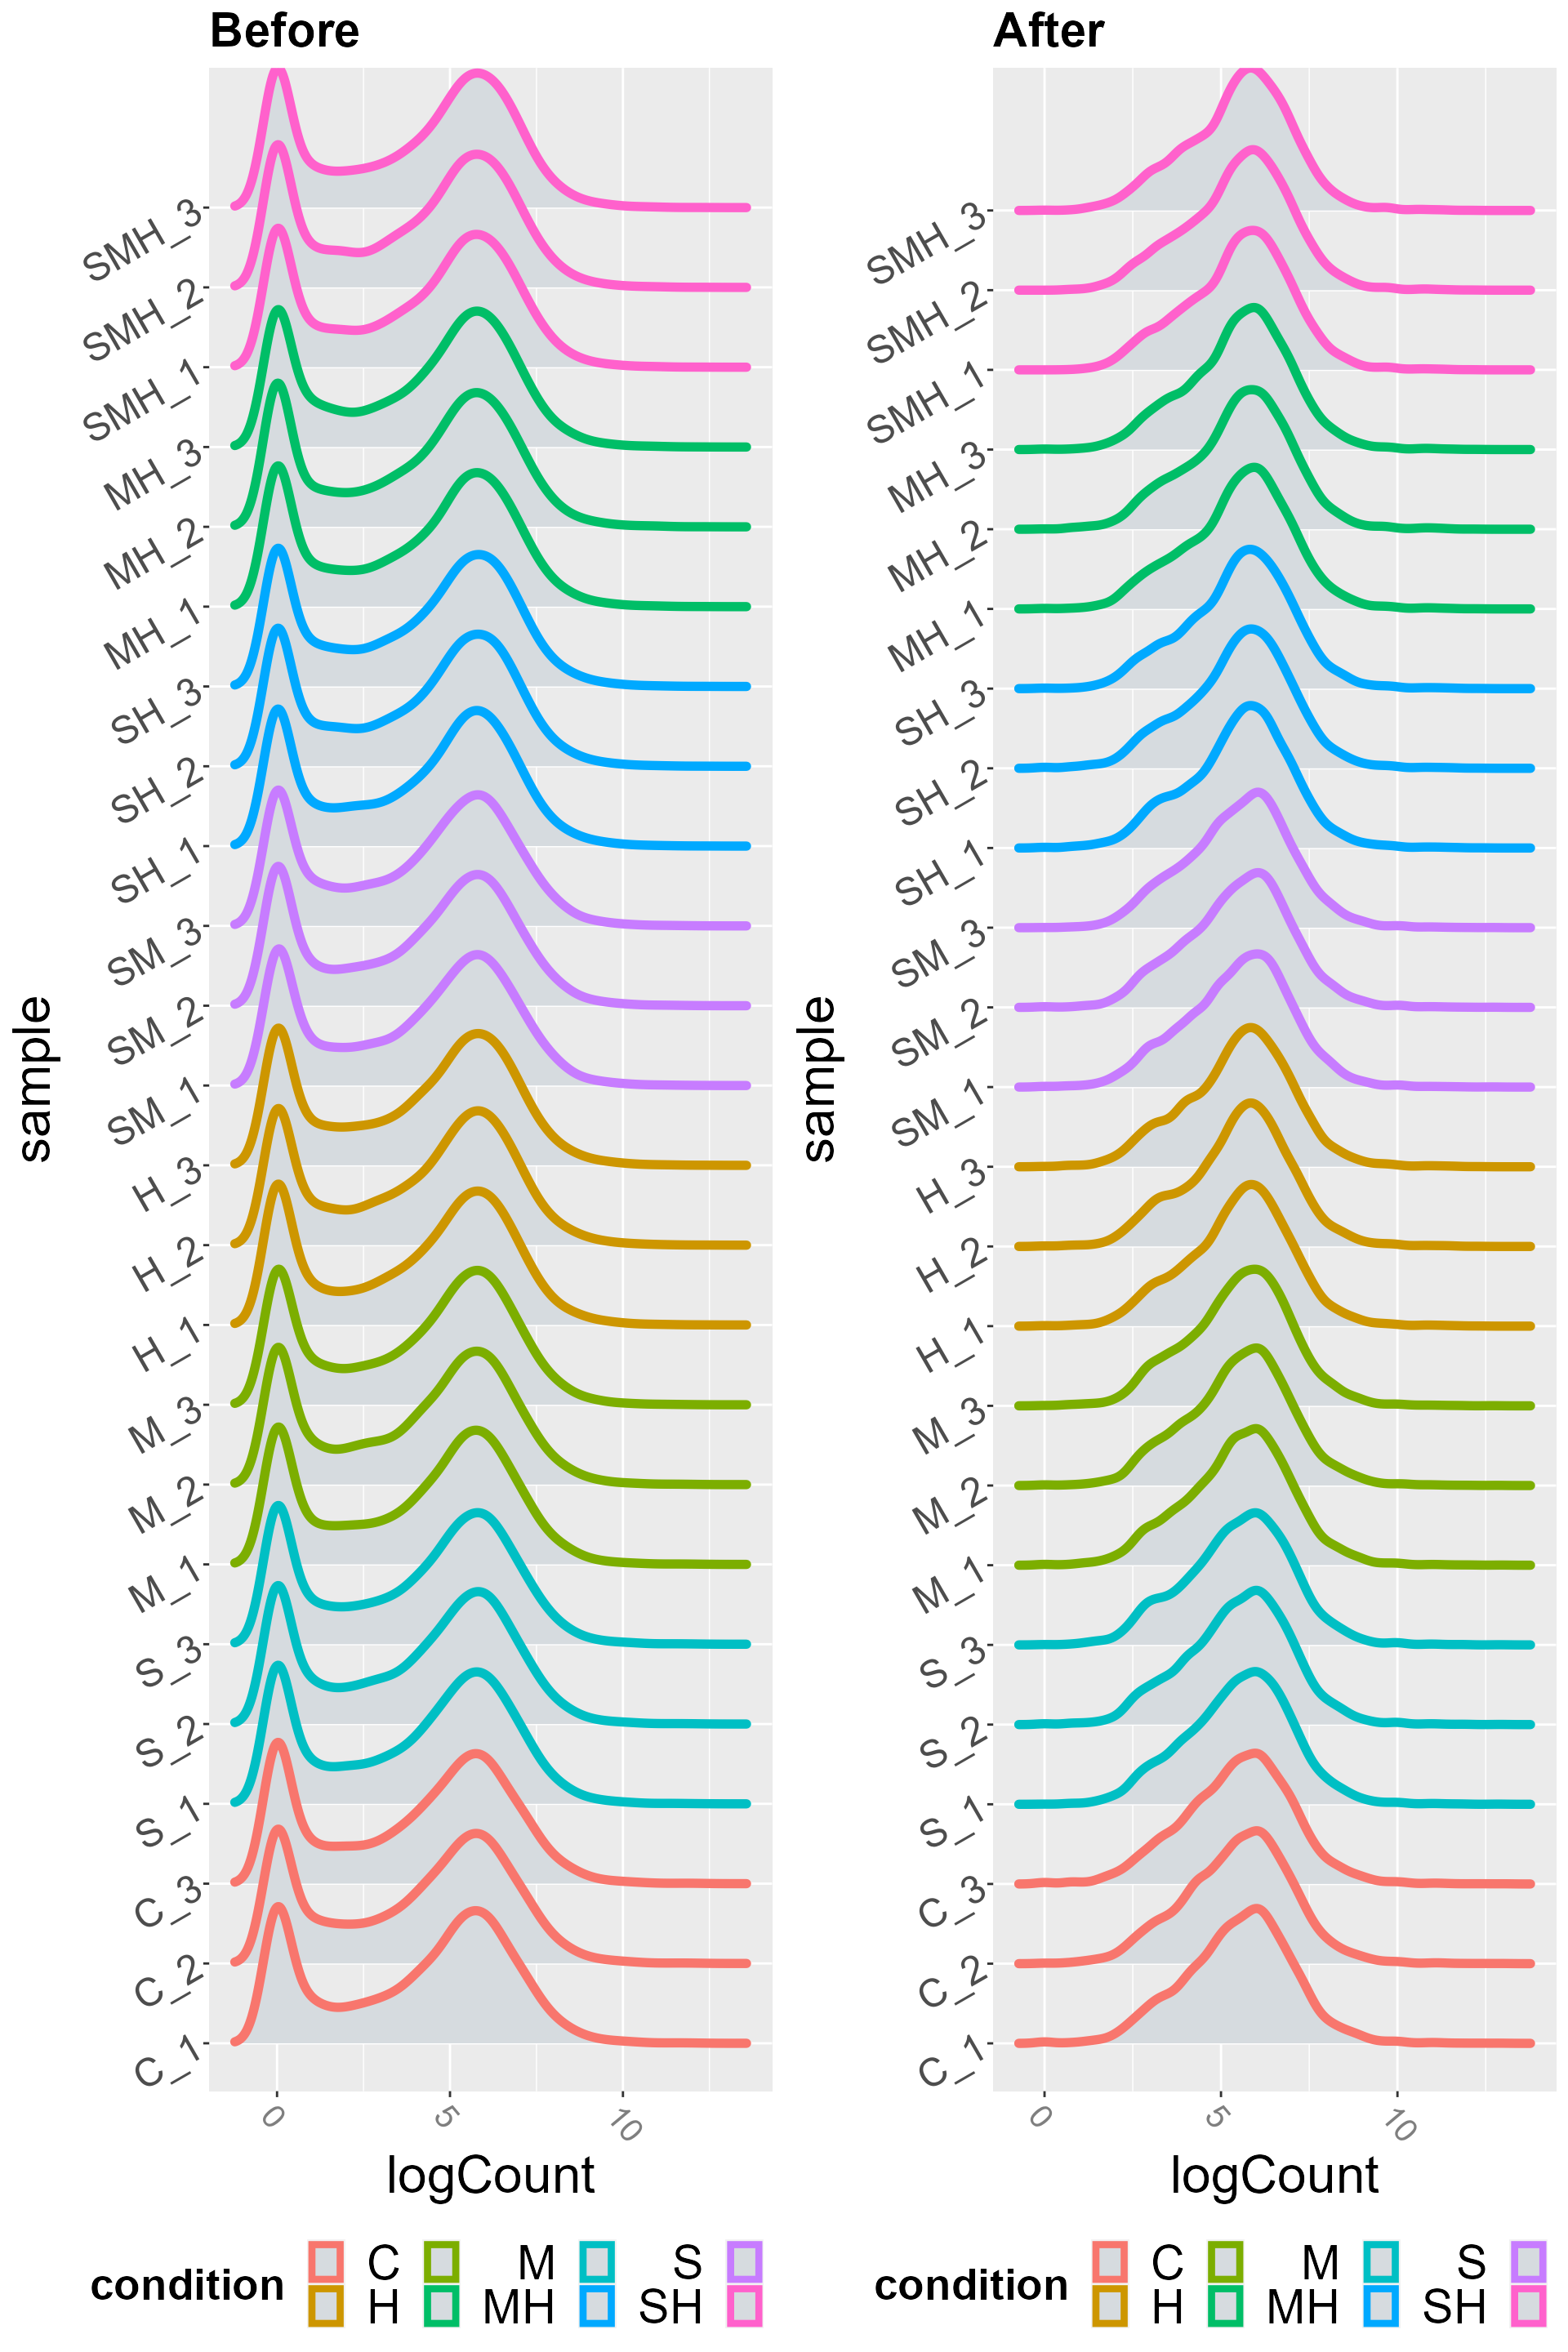 Before
sample
SMH_3
SMH_2
SMH_1
MH_3
MH_2
MH_1
SH_3
SH_2
SH_1
SM_3
SM_2
SM_1
H_3
H_2
H_1
M_3
M_2
M_1
S_3
S_2
S_1
C_3
C_2
C_1
0 5 10
logCount
condition
C M S
H MH SH
After
sample
SMH_3
SMH_2
SMH_1
MH_3
MH_2
MH_1
SH_3
SH_2
SH_1
SM_3
SM_2
SM_1
H_3
H_2
H_1
M_3
M_2
M_1
S_3
S_2
S_1
C_3
C_2
C_1
0 5 10
logCount
condition
C M S
H MH SH